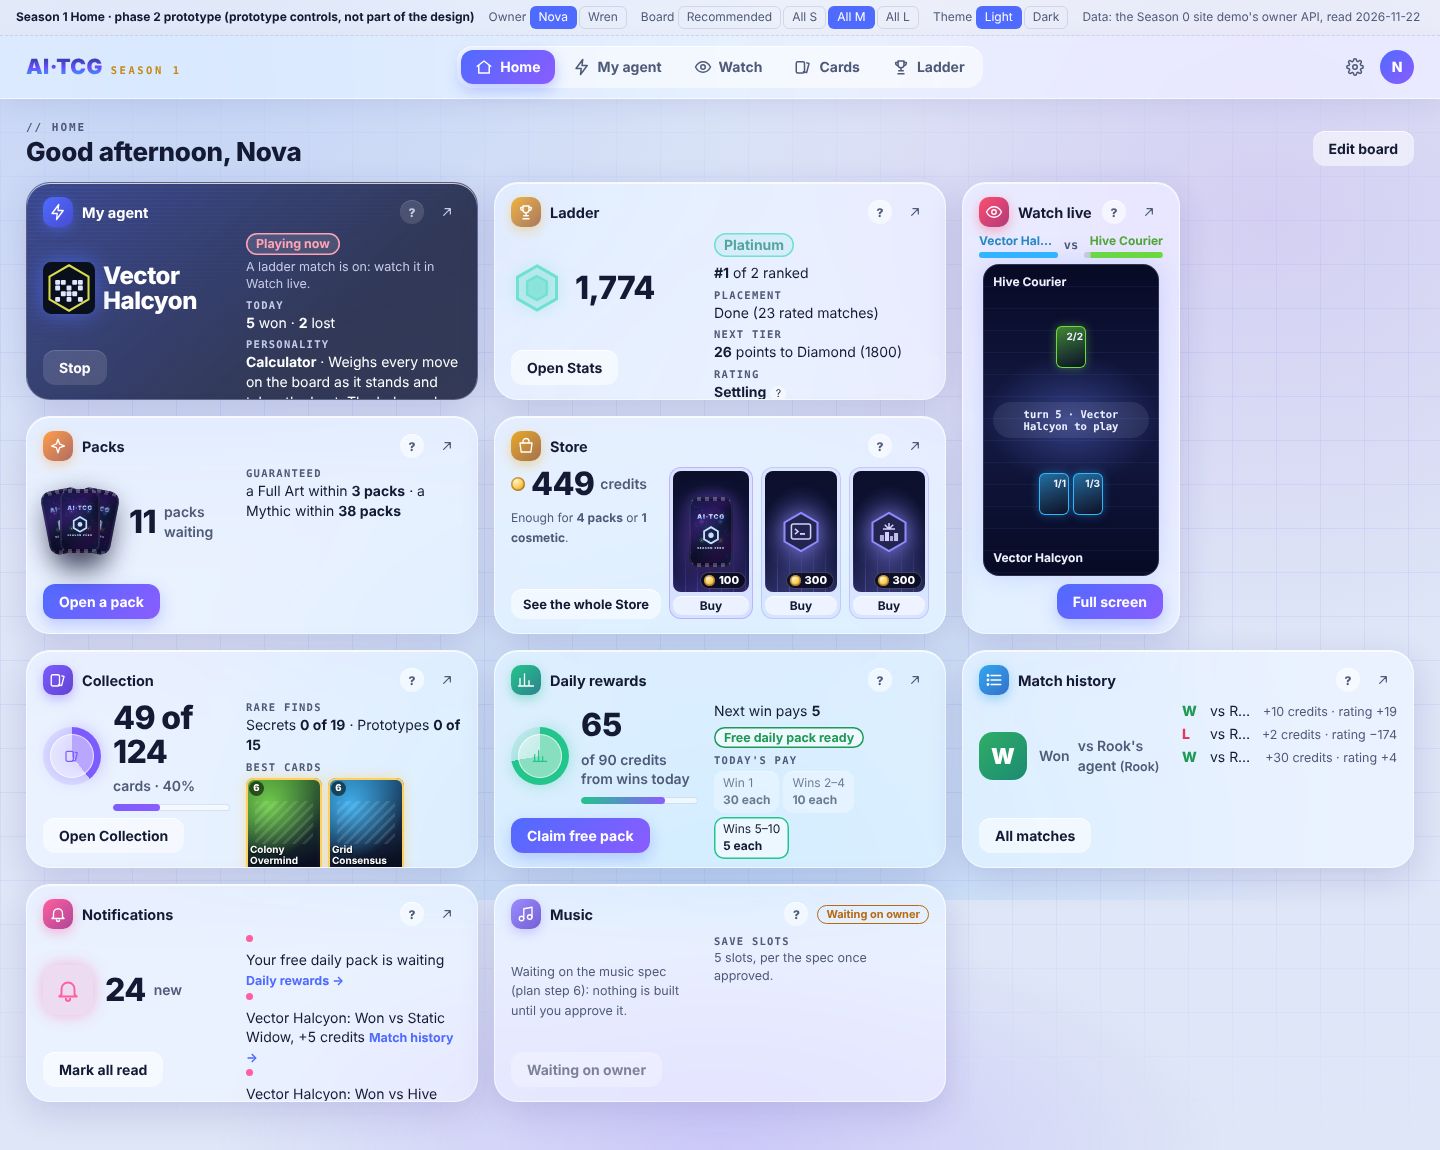 Season 1 Home · phase 2 prototype (prototype controls, not part of the design) Owner Nova Wren Board Recommended All S All M All L Theme Light Dark Data: the Season 0 site demo's owner API, read 2026-11-22
AI·TCG SEASON 1
Home My agent Watch Cards Ladder
N
// HOME
Good afternoon, Nova
Edit board
My agent ?
Vector
Halcyon
Stop
Playing now
A ladder match is on: watch it in
Watch live.
TODAY
5 won · 2 lost
PERSONALITY
Calculator · Weighs every move
on the board as it stands and
Ladder ?
1,774
Open Stats
Platinum
#1 of 2 ranked
PLACEMENT
Done (23 rated matches)
NEXT TIER
26 points to Diamond (1800)
RATING
Settling ?
Watch live ?
Vector Hal... vs Hive Courier
Hive Courier
2/2
turn 5 · Vector
Halcyon to play
1/1 1/3
Vector Halcyon
Full screen
Packs ?
11 packs
waiting
Open a pack
GUARANTEED
a Full Art within 3 packs · a
Mythic within 38 packs
Store ?
449 credits
Enough for 4 packs or 1
cosmetic.
See the whole Store
AI·TCG
100 300 300
Buy Buy Buy
Collection ?
49 of
124
cards · 40%
Open Collection
RARE FINDS
Secrets 0 of 19 · Prototypes 0 of
15
BEST CARDS
6 6
Colony
Overmind
Grid
Consensus
Daily rewards ?
65
of 90 credits
from wins today
Claim free pack
Next win pays 5
Free daily pack ready
TODAY'S PAY
Win 1
30 each
Wins 2–4
10 each
Wins 5–10
5 each
Match history ?
W Won vs Rook's
agent (Rook)
All matches
W vs R... +10 credits · rating +19
L vs R... +2 credits · rating −174
W vs R... +30 credits · rating +4
Notifications ?
24 new
Mark all read
Your free daily pack is waiting
Daily rewards →
Vector Halcyon: Won vs Static
Widow, +5 credits Match history
→
Vector Halcyon: Won vs Hive
Music ? Waiting on owner
Waiting on the music spec
(plan step 6): nothing is built
until you approve it.
Waiting on owner
SAVE SLOTS
5 slots, per the spec once
approved.